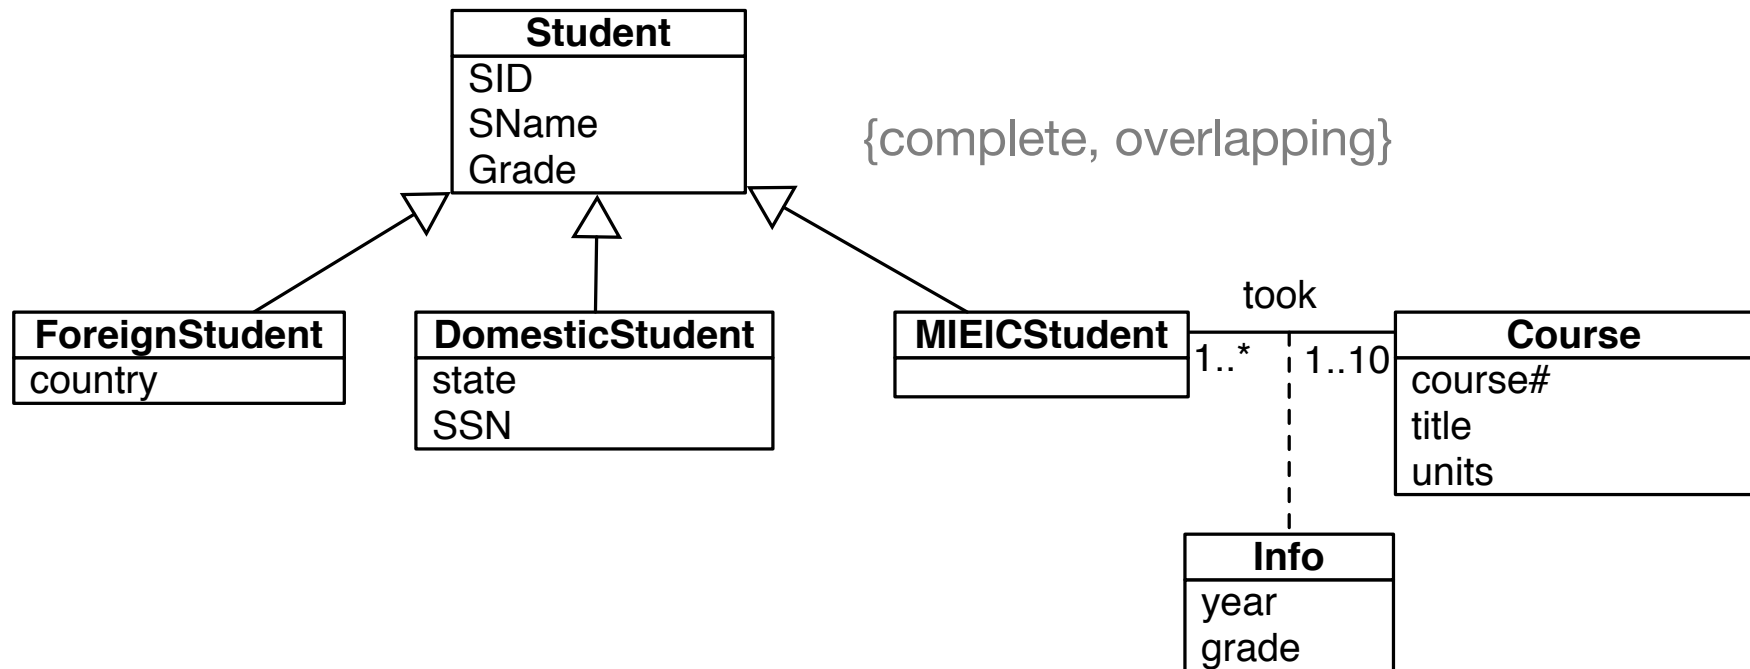 Student
SID
SName
Grade
{complete, overlapping}
ForeignStudent
country
DomesticStudent
state
SSN
MIEICStudent
took
1..*
1..10
Course
course#
title
units
Info
year
grade